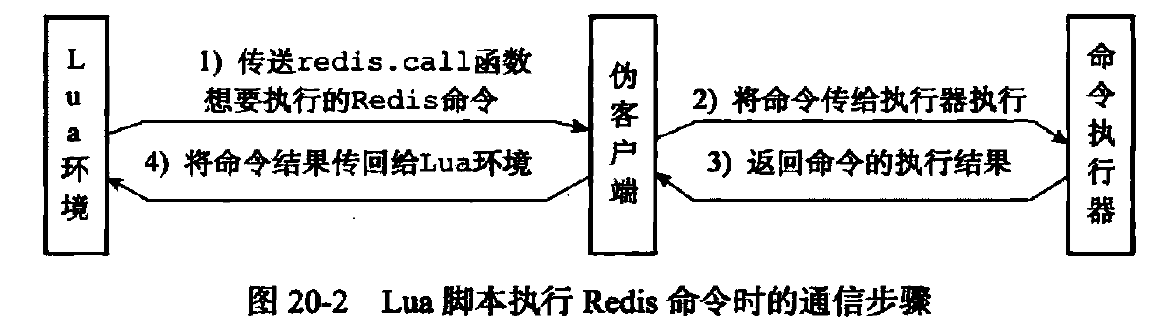 Lua环境
1) 传送redis.call函数
想要执行的Redis命令
4) 将命令结果传回给Lua环境
伪客户端
2) 将命令传给执行器执行
3) 返回命令的执行结果
命令执行器
图 20-2 Lua 脚本执行 Redis 命令时的通信步骤